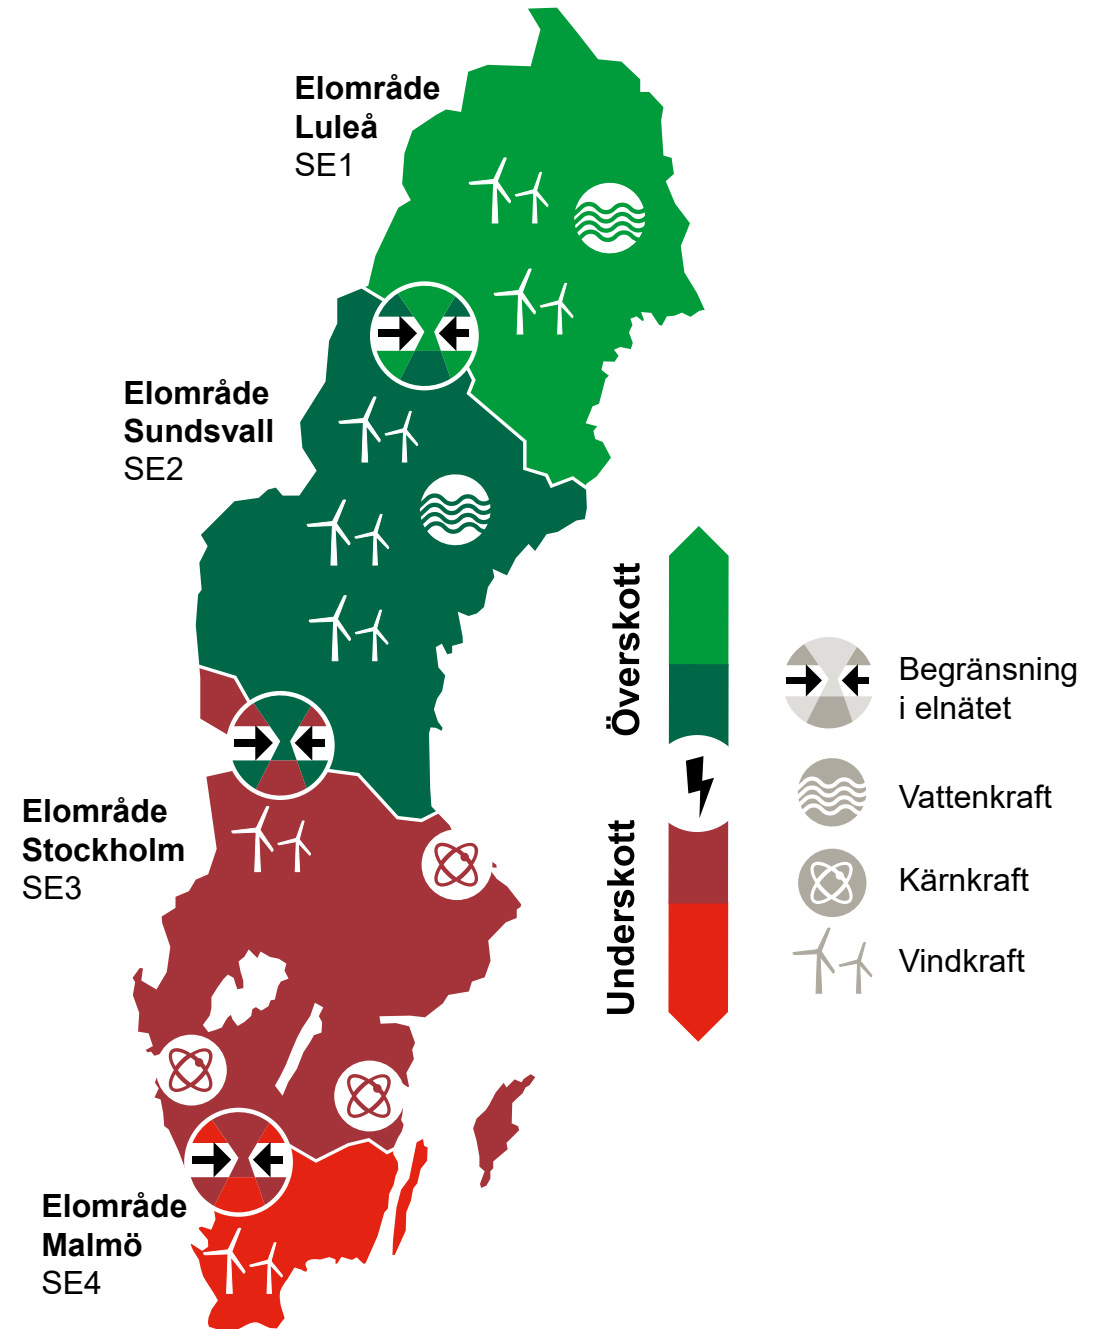 Elområde
Luleå
SE1
Elområde
Sundsvall
SE2
Elområde
Stockholm
SE3
Elområde
Malmö
SE4
Överskott
Underskott
Begränsning
i elnätet
Vattenkraft
Kärnkraft
Vindkraft